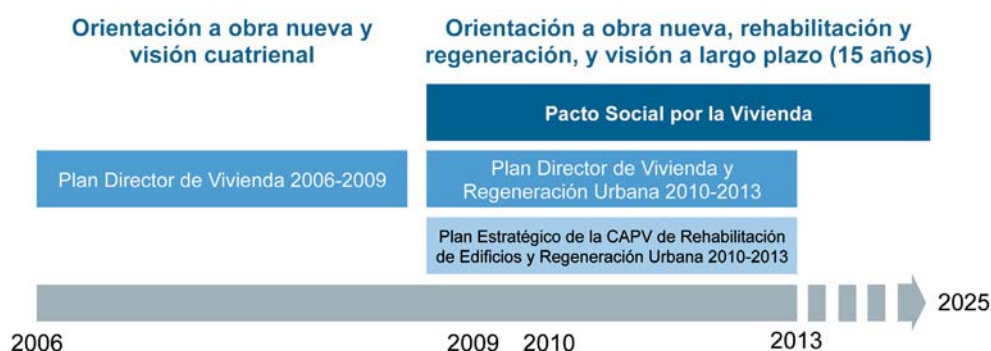 Orientación a obra nueva y
visión cuatrienal
Orientación a obra nueva, rehabilitación y
regeneración, y visión a largo plazo (15 años)
Pacto Social por la Vivienda
Plan Director de Vivienda 2006-2009
Plan Director de Vivienda y
Regeneración Urbana 2010-2013
Plan Estratégico de la CAPV de Rehabilitación
de Edificios y Regeneración Urbana 2010-2013
2025
2006
2009
2010
2013